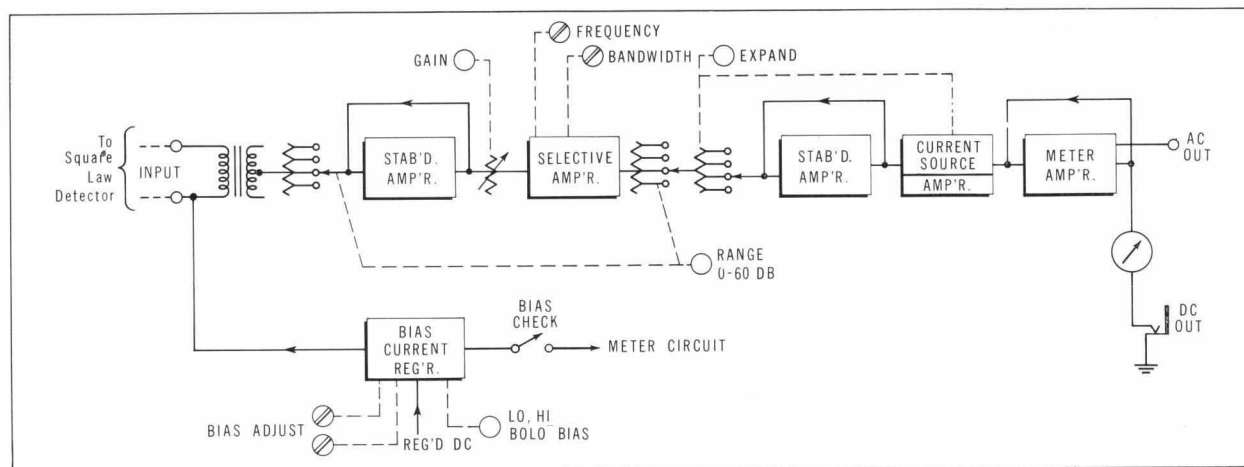 FREQUENCY
BANDWIDTH
GAIN
EXPAND
To
Square
Law
Detector
INPUT
STAB'D.
AMP'R.
SELECTIVE
AMP'R.
STAB'D.
AMP'R.
CURRENT
SOURCE
AMP'R.
METER
AMP'R.
AC
OUT
RANGE
0-60 DB
BIAS
CHECK
BIAS
CURRENT
REG'R.
METER CIRCUIT
DC
OUT
BIAS ADJUST
REG'D DC
LO, HI
BOLO BIAS